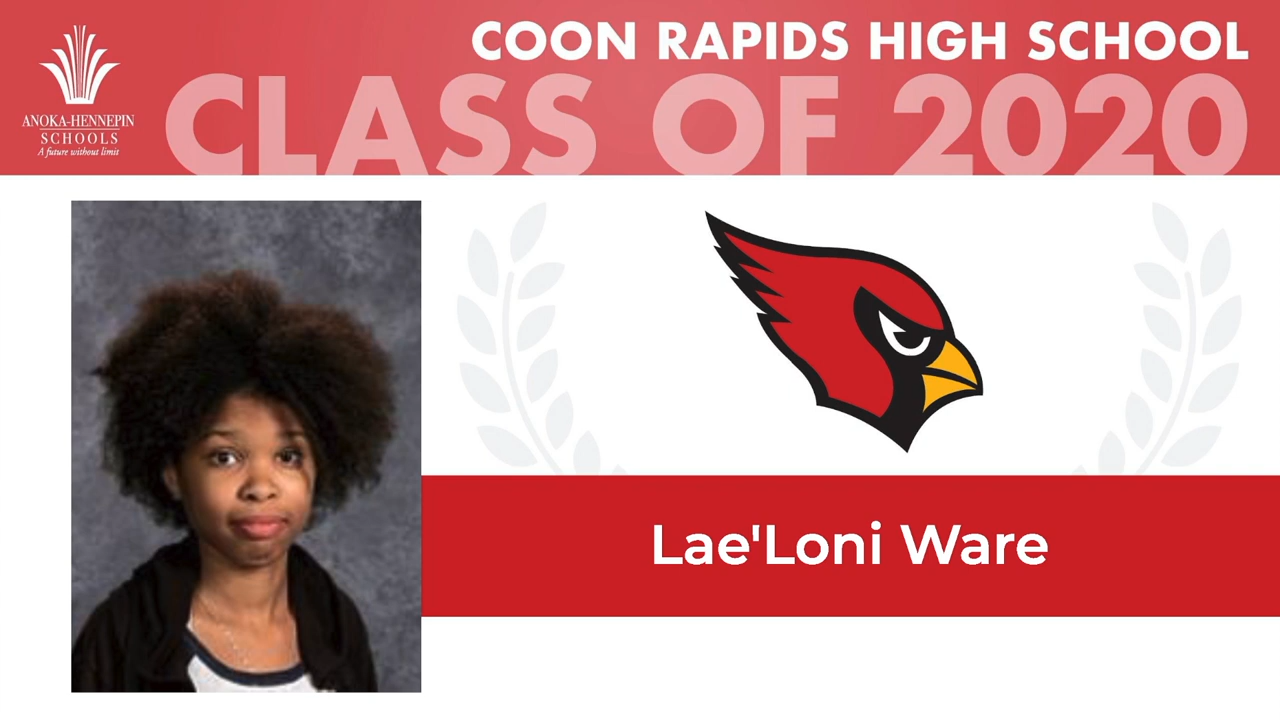 COON RAPIDS HIGH SCHOOL
CLASS OF 2020
ANOKA-HENNEPIN
SCHOOLS
A future without limit
Lae'Loni Ware